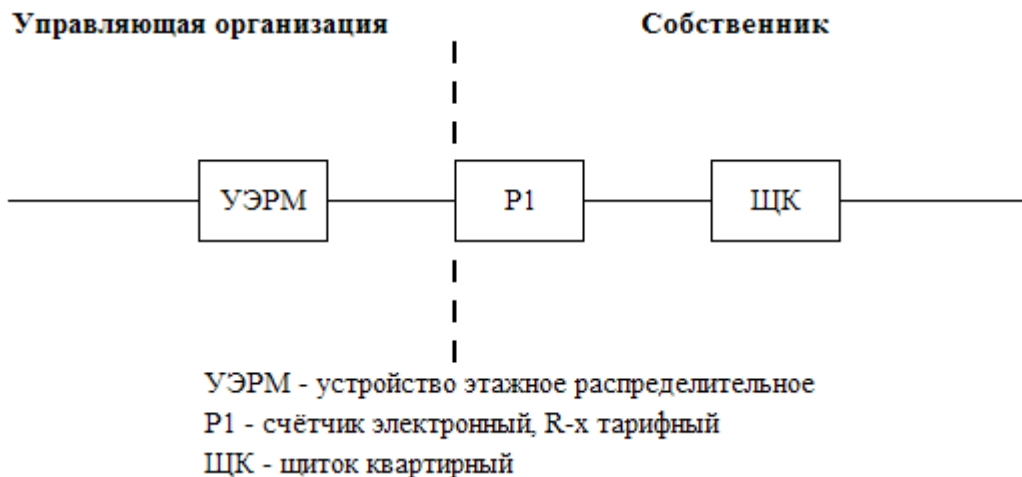 Управляющая организация
Собственник
УЭРМ
Р1
ЩК
УЭРМ - устройство этажное распределительное
Р1 - счётчик электронный, R-х тарифный
ЩК - щиток квартирный